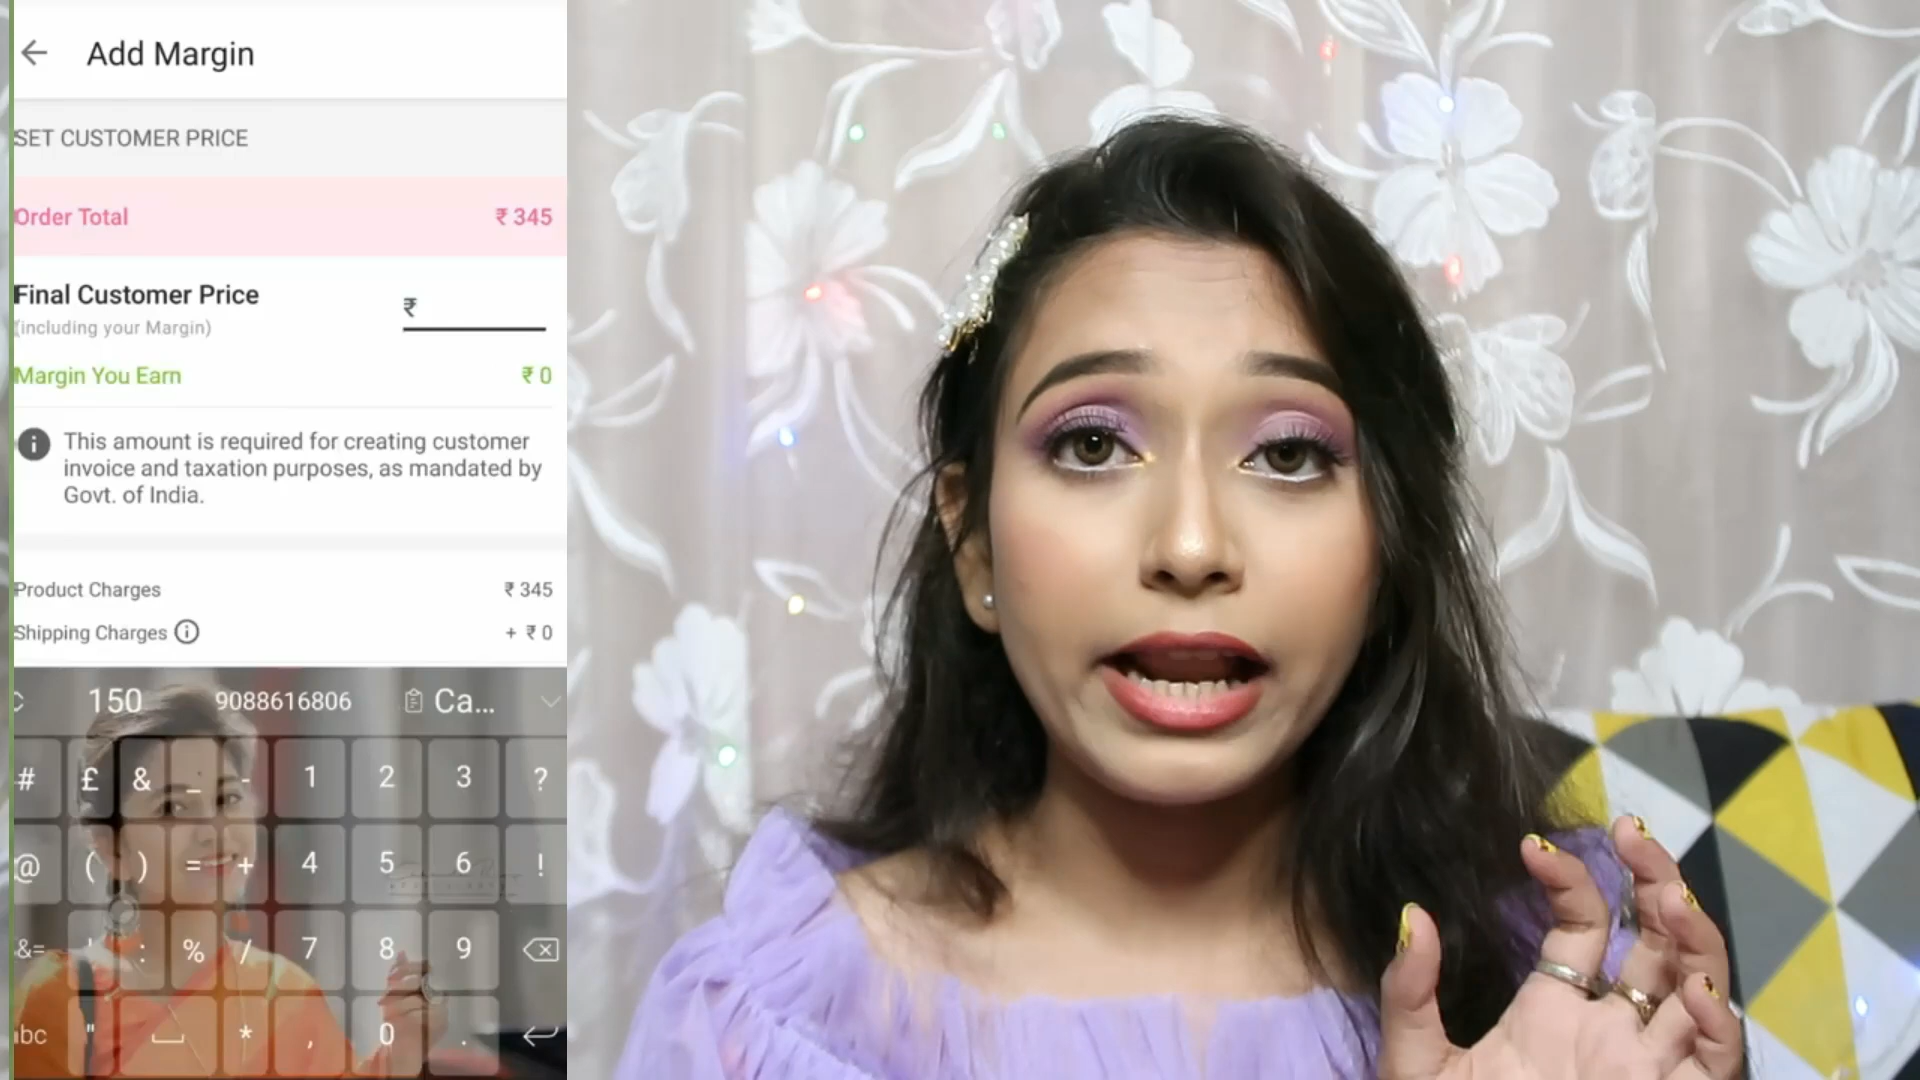 Add Margin
SET CUSTOMER PRICE
Order Total ₹ 345
Final Customer Price ₹
(including your Margin)
Margin You Earn ₹ 0
This amount is required for creating customer
invoice and taxation purposes, as mandated by
Govt. of India.
Product Charges ₹ 345
Shipping Charges + ₹ 0
150 9088616806 Ca...
# £ & _ - 1 2 3 ?
@ ( ) = + 4 5 6 !
&= ' : % / 7 8 9
abc " * , 0 .